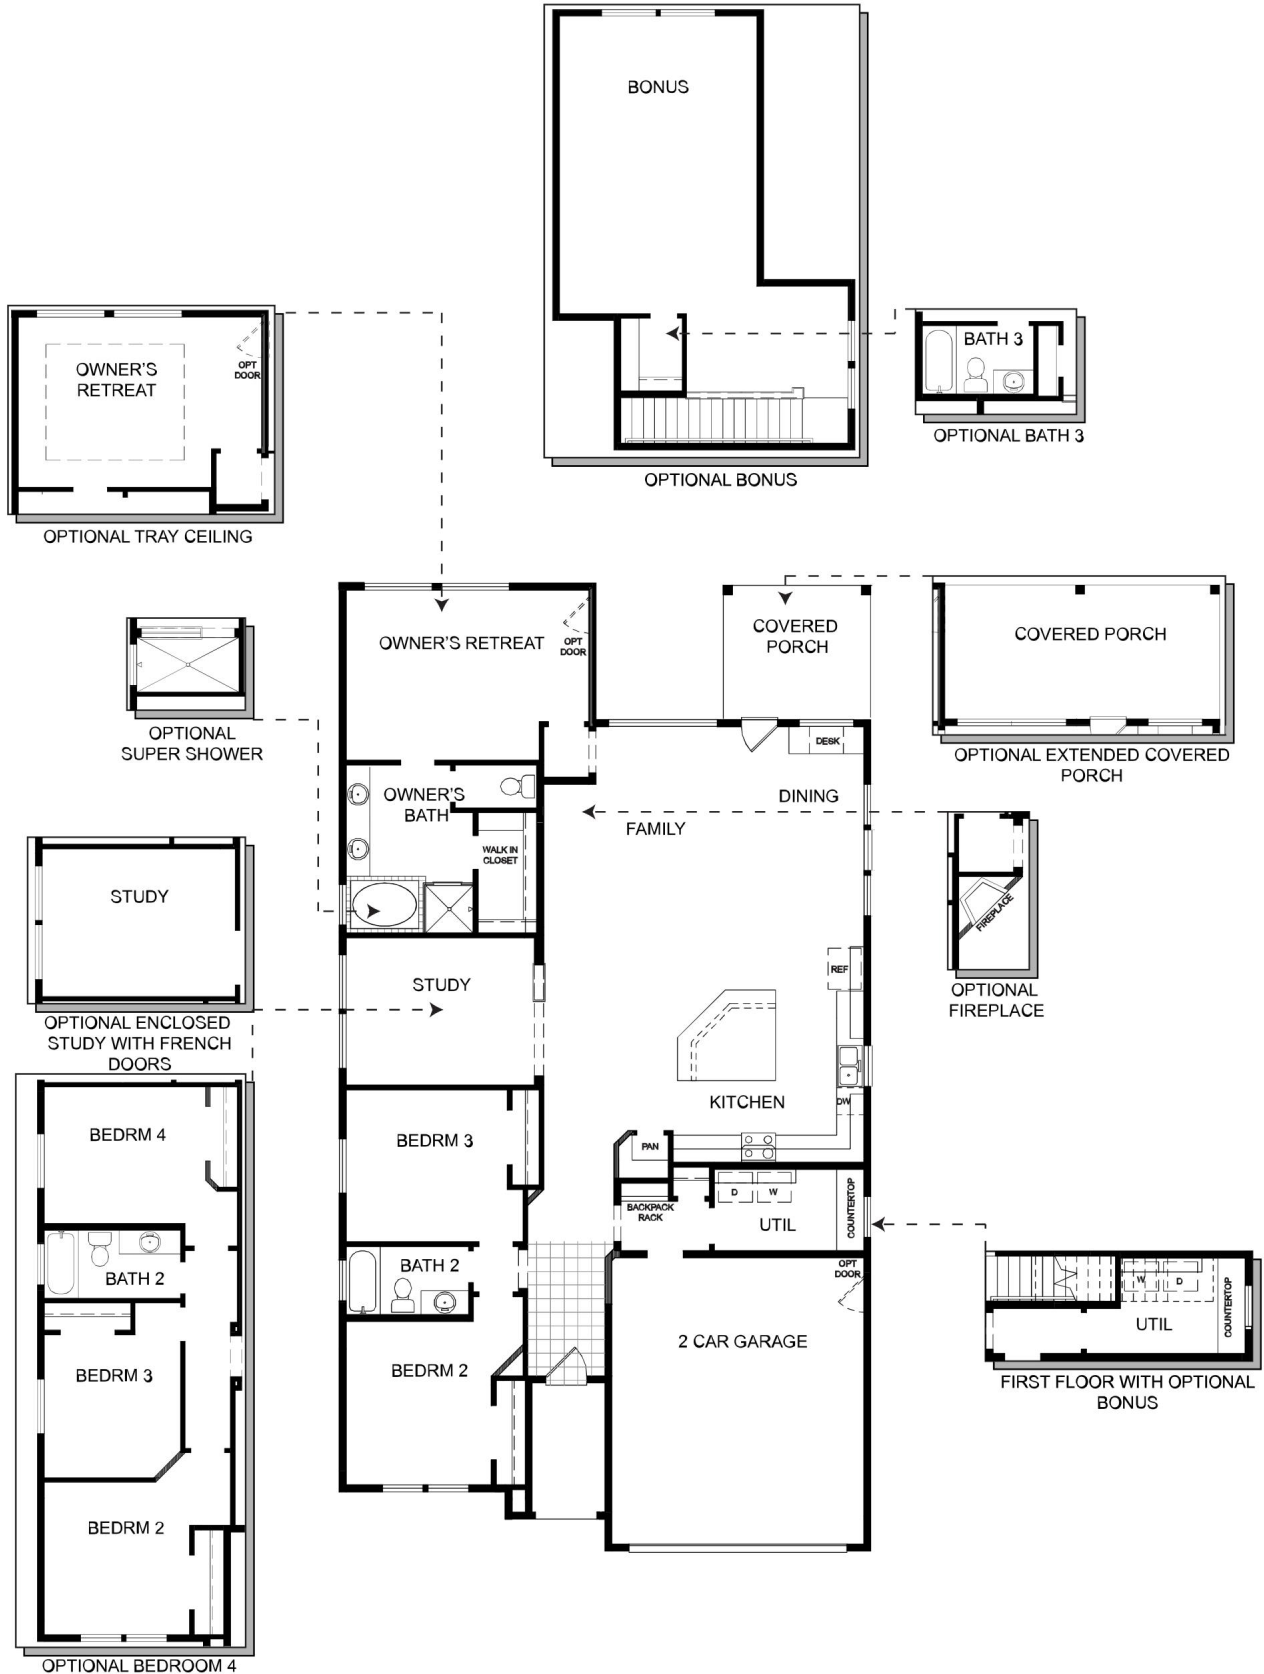 BONUS
OPTIONAL BONUS
BATH 3
OPTIONAL BATH 3
OWNER'S
RETREAT
OPT
DOOR
OPTIONAL TRAY CEILING
OPTIONAL
SUPER SHOWER
STUDY
OPTIONAL ENCLOSED
STUDY WITH FRENCH
DOORS
BEDRM 4
BATH 2
BEDRM 3
BEDRM 2
OPTIONAL BEDROOM 4
OWNER'S RETREAT
OPT
DOOR
COVERED
PORCH
DESK
DINING
FAMILY
OWNER'S
BATH
WALK IN
CLOSET
STUDY
REF
KITCHEN
DW
PAN
BEDRM 3
BACKPACK
RACK
D
W
UTIL
COUNTERTOP
BATH 2
OPT
DOOR
2 CAR GARAGE
BEDRM 2
COVERED PORCH
OPTIONAL EXTENDED COVERED
PORCH
FIREPLACE
OPTIONAL
FIREPLACE
W
D
UTIL
COUNTERTOP
FIRST FLOOR WITH OPTIONAL
BONUS